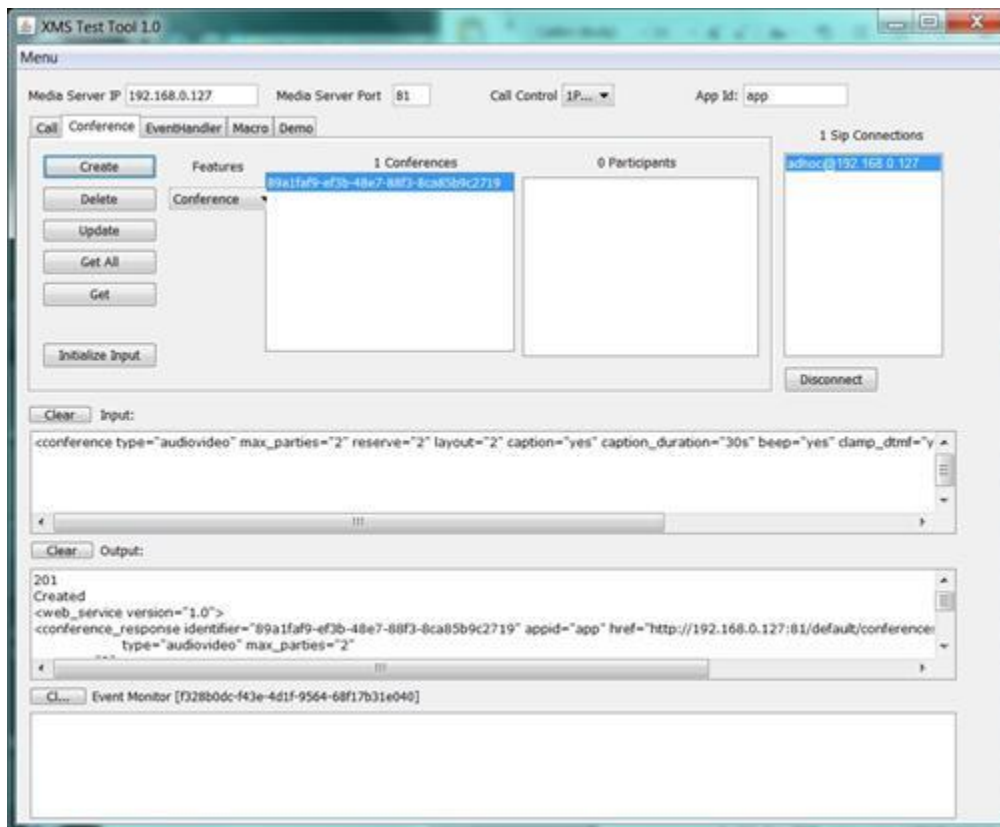 XMS Test Tool 1.0
Menu
Media Server IP 192.168.0.127 Media Server Port 81 Call Control 1P... App Id: app
Call Conference EventHandler Macro Demo
1 Sip Connections
Create Features 1 Conferences 0 Participants
89a1faf9-ef3b-48e7-88f3-8ca85b9c2719
adhoc@192.168.0.127
Delete Conference
Update
Get All
Get
Initialize Input
Disconnect
Clear Input:
<conference type="audiovideo" max_parties="2" reserve="2" layout="2" caption="yes" caption_duration="30s" beep="yes" clamp_dtmf="y
Clear Output:
201
Created
<web_service version="1.0">
<conference_response identifier="89a1faf9-ef3b-48e7-88f3-8ca85b9c2719" appid="app" href="http://192.168.0.127:81/default/conferences
type="audiovideo" max_parties="2"
Cl... Event Monitor [f328b0dc-f43e-4d1f-9564-68f17b31e040]